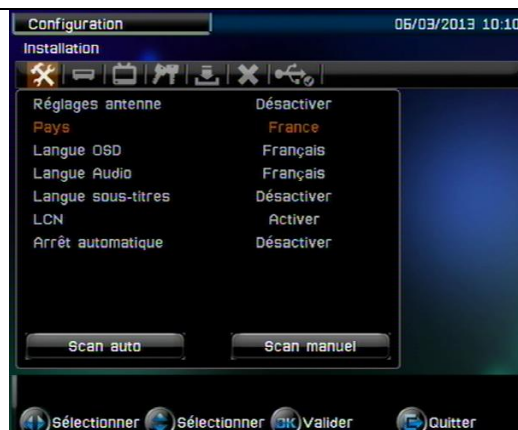 Configuration 06/03/2013 10:10
Installation
Réglages antenne Désactiver
Pays France
Langue OSD Français
Langue Audio Français
Langue sous-titres Désactiver
LCN Activer
Arrêt automatique Désactiver
Scan auto Scan manuel
Sélectionner Sélectionner OK Valider Quitter